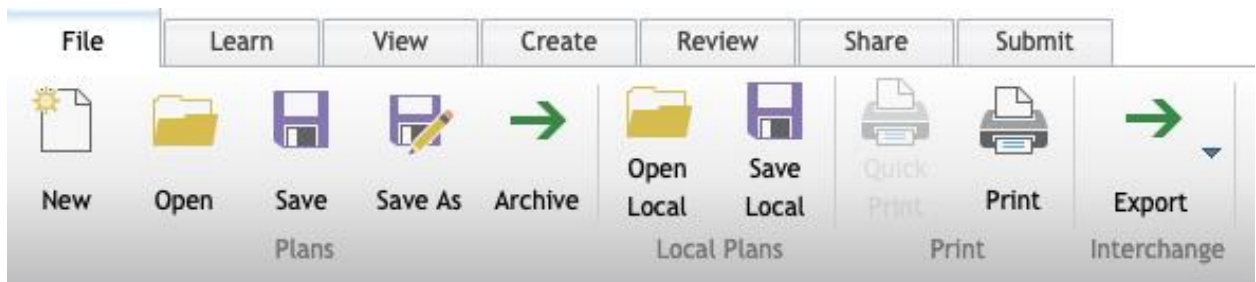 File Learn View Create Review Share Submit
New Open Save Save As Archive Open Local Save Local Quick Print Print Export
Plans Local Plans Print Interchange